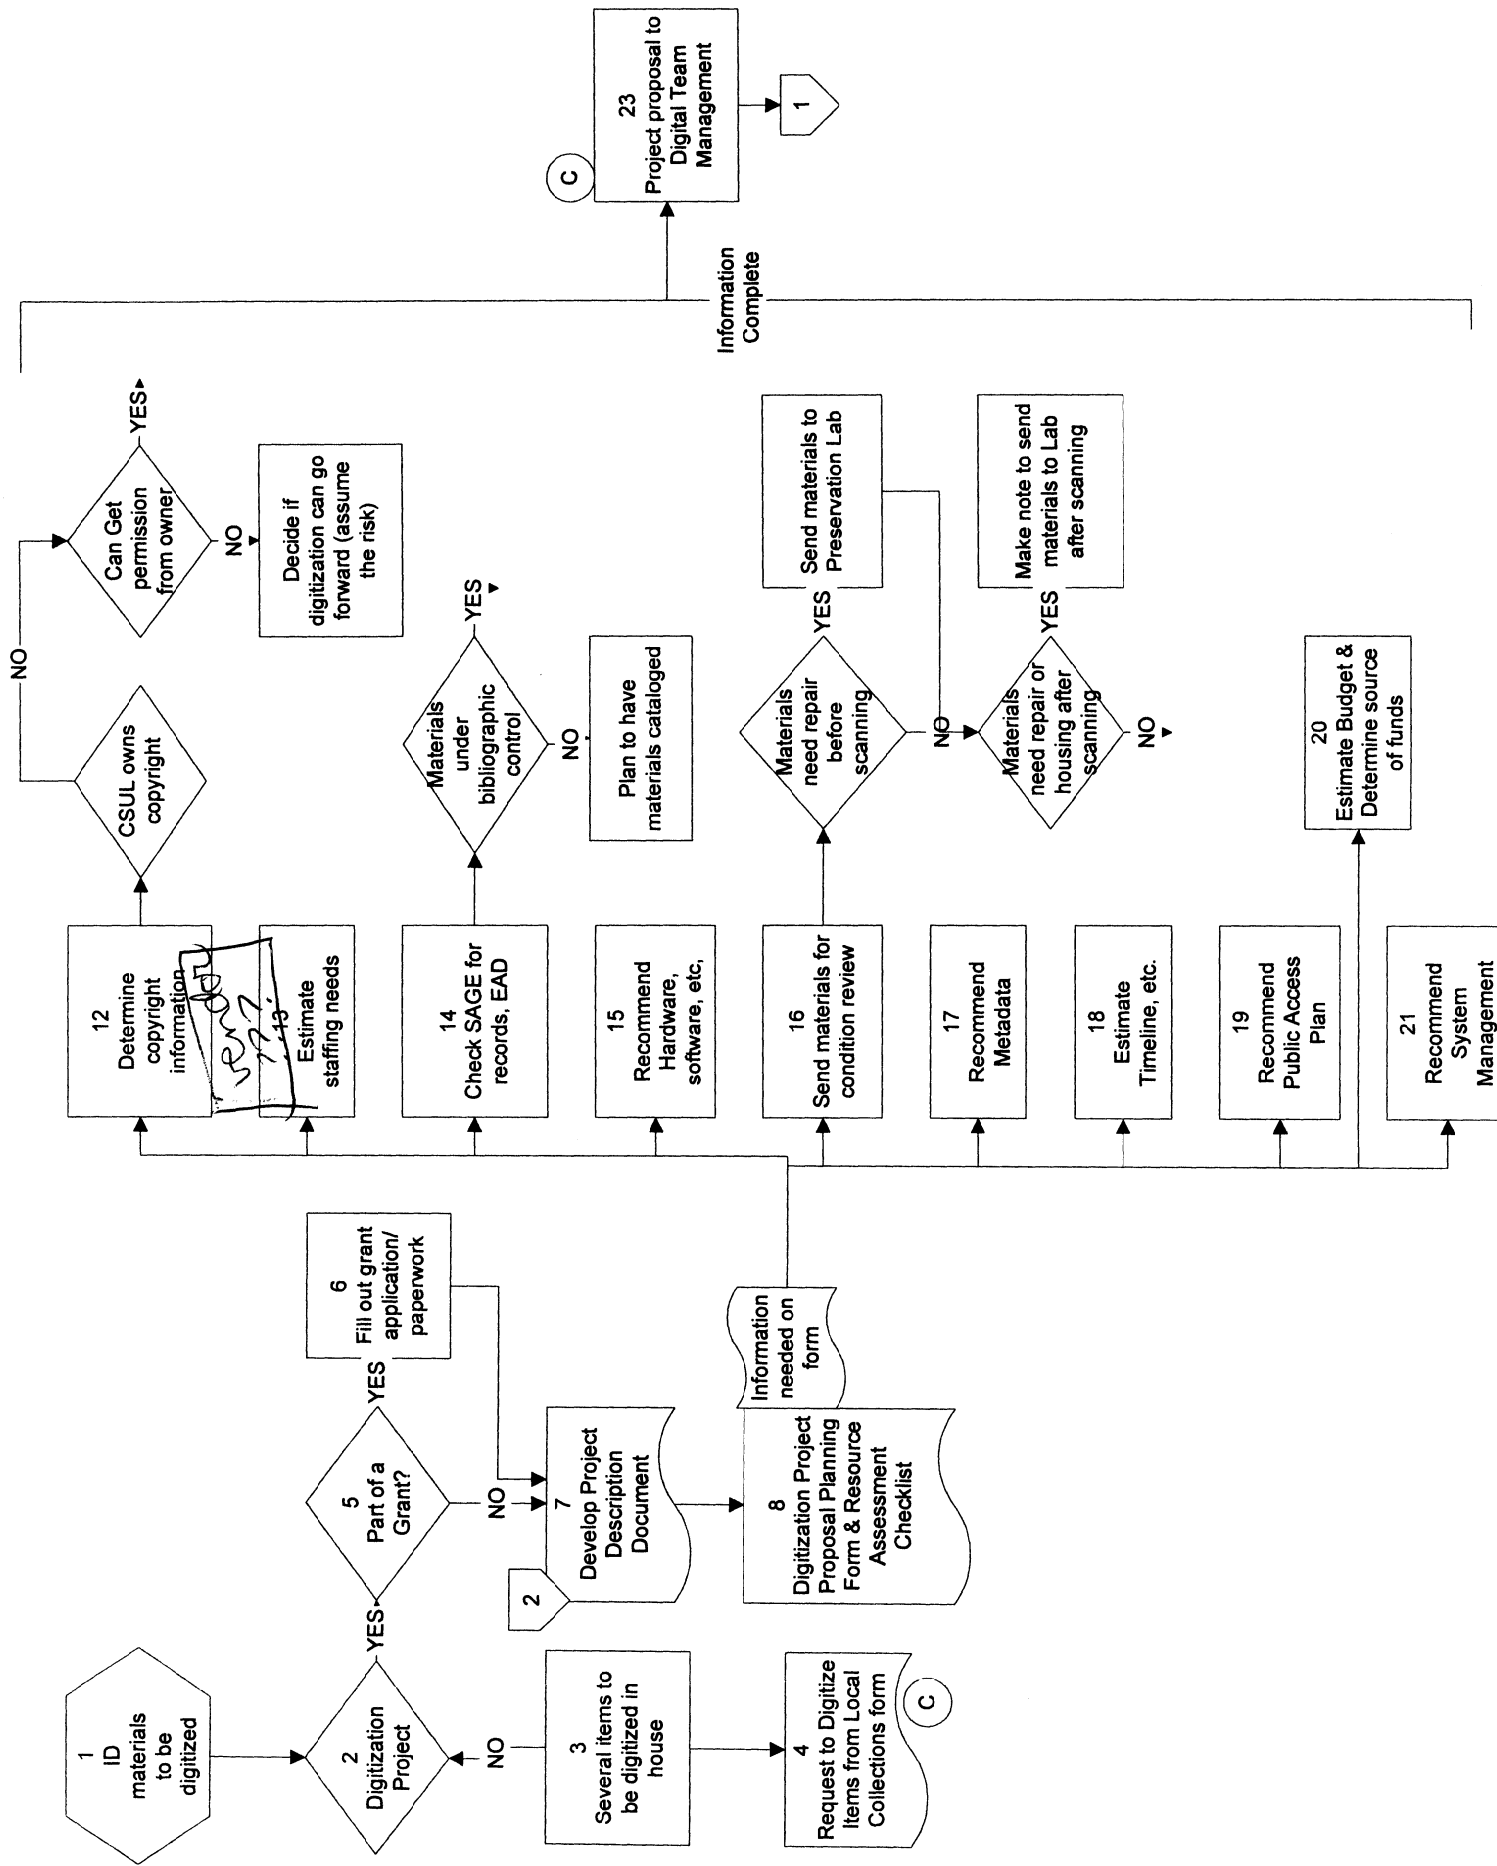 1
ID
materials
to be
digitized
2
Digitization
Project
NO
3
Several items to
be digitized in
house
4
Request to Digitize
Items from Local
Collections form
C
YES
5
Part of a
Grant?
YES
6
Fill out grant
application/
paperwork
NO
2
7
Develop Project
Description
Document
8
Digitization Project
Proposal Planning
Form & Resource
Assessment
Checklist
Information
needed on
form
12
Determine
copyright
information
CSUL owns
copyright
NO
Can Get
permission
from owner
YES
NO
Decide if
digitization can go
forward (assume
the risk)
vendor
???
13
Estimate
staffing needs
14
Check SAGE for
records, EAD
Materials
under
bibliographic
control
YES
NO
Plan to have
materials cataloged
15
Recommend
Hardware,
software, etc,
16
Send materials for
condition review
Materials
need repair
before
scanning
YES
Send materials to
Preservation Lab
NO
Materials
need repair or
housing after
scanning
YES
Make note to send
materials to Lab
after scanning
NO
17
Recommend
Metadata
18
Estimate
Timeline, etc.
19
Recommend
Public Access
Plan
20
Estimate Budget &
Determine source
of funds
21
Recommend
System
Management
Information
Complete
C
23
Project proposal to
Digital Team
Management
1